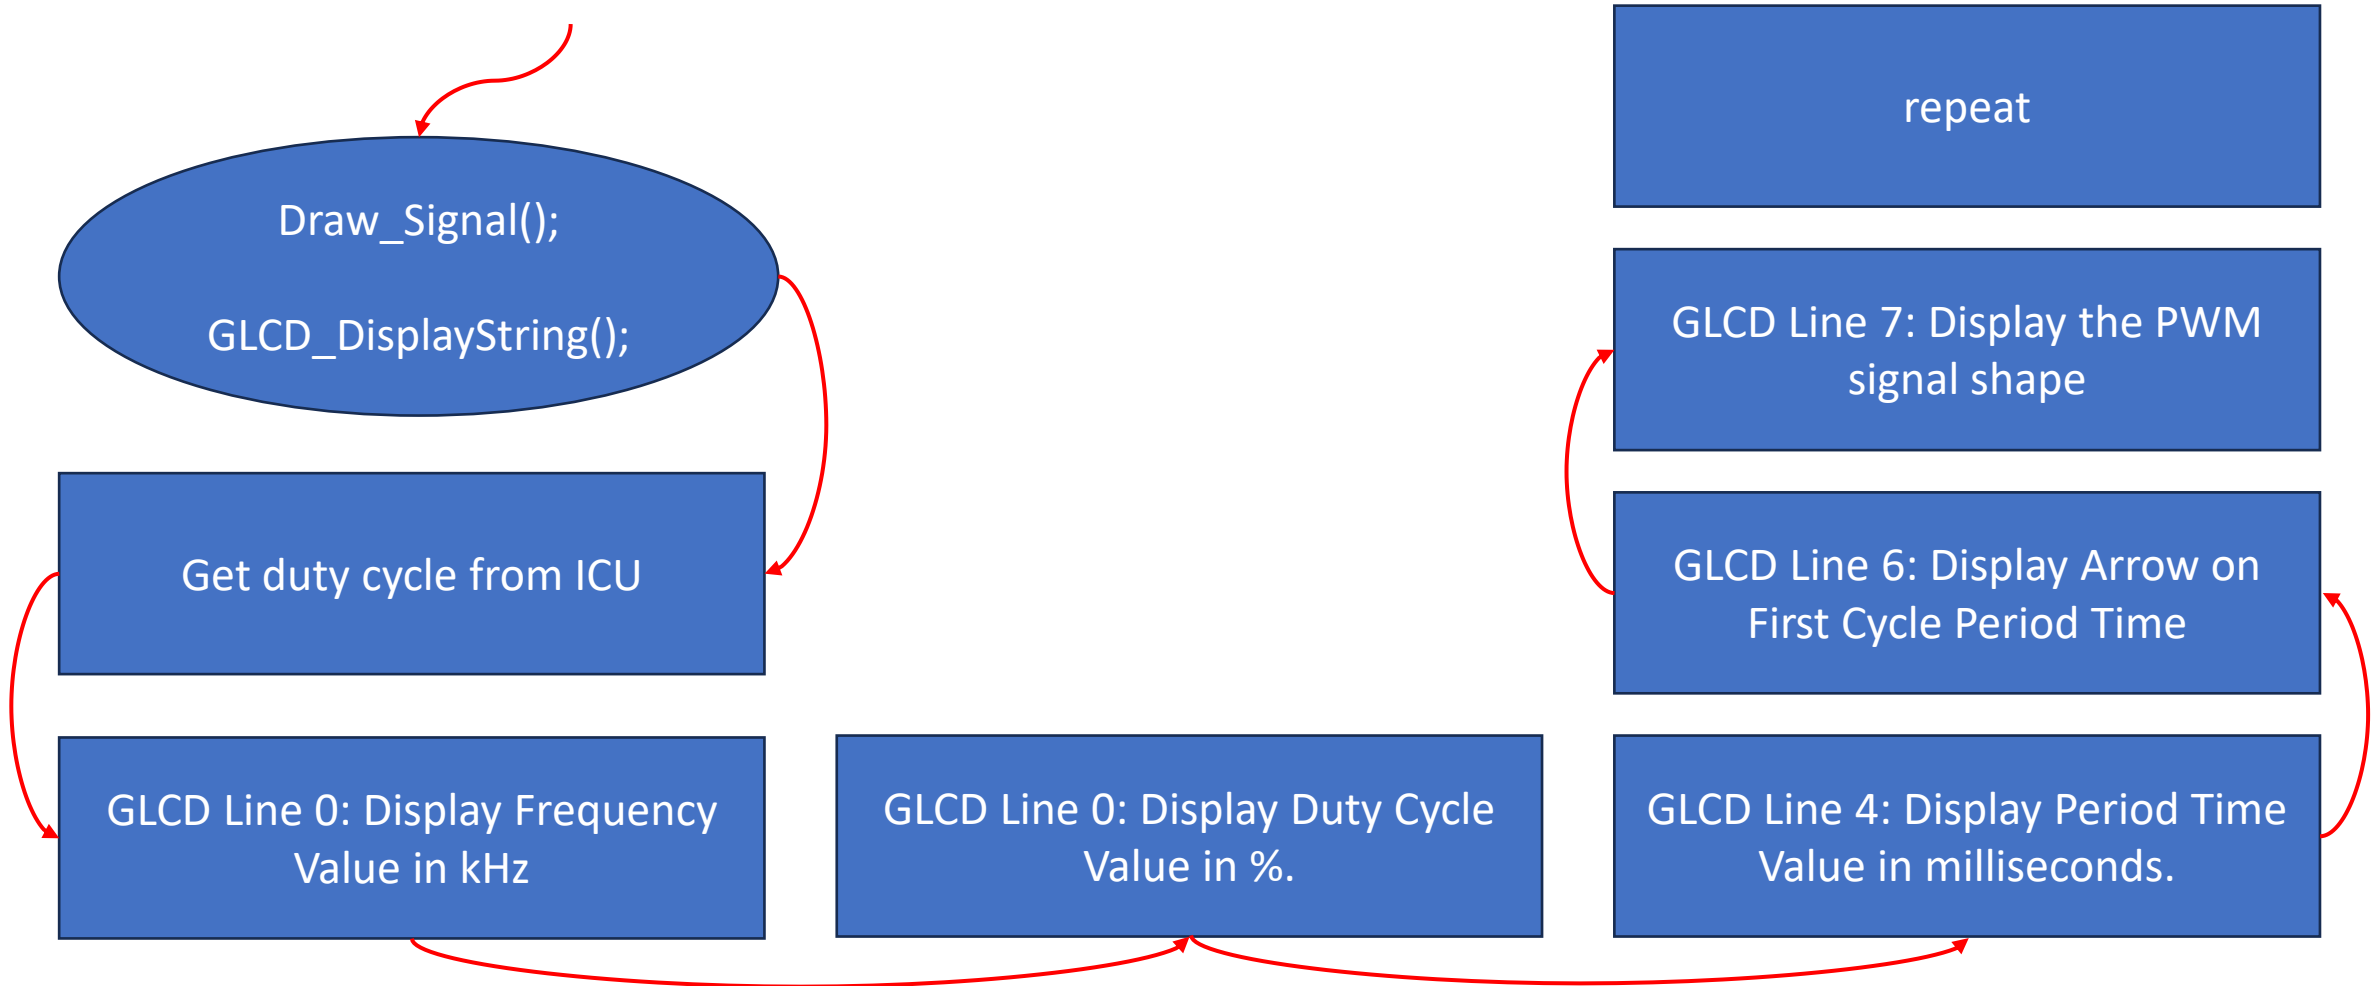 Draw_Signal();
GLCD_DisplayString();
Get duty cycle from ICU
GLCD Line 0: Display Frequency
Value in kHz
GLCD Line 0: Display Duty Cycle
Value in %.
GLCD Line 4: Display Period Time
Value in milliseconds.
GLCD Line 6: Display Arrow on
First Cycle Period Time
GLCD Line 7: Display the PWM
signal shape
repeat